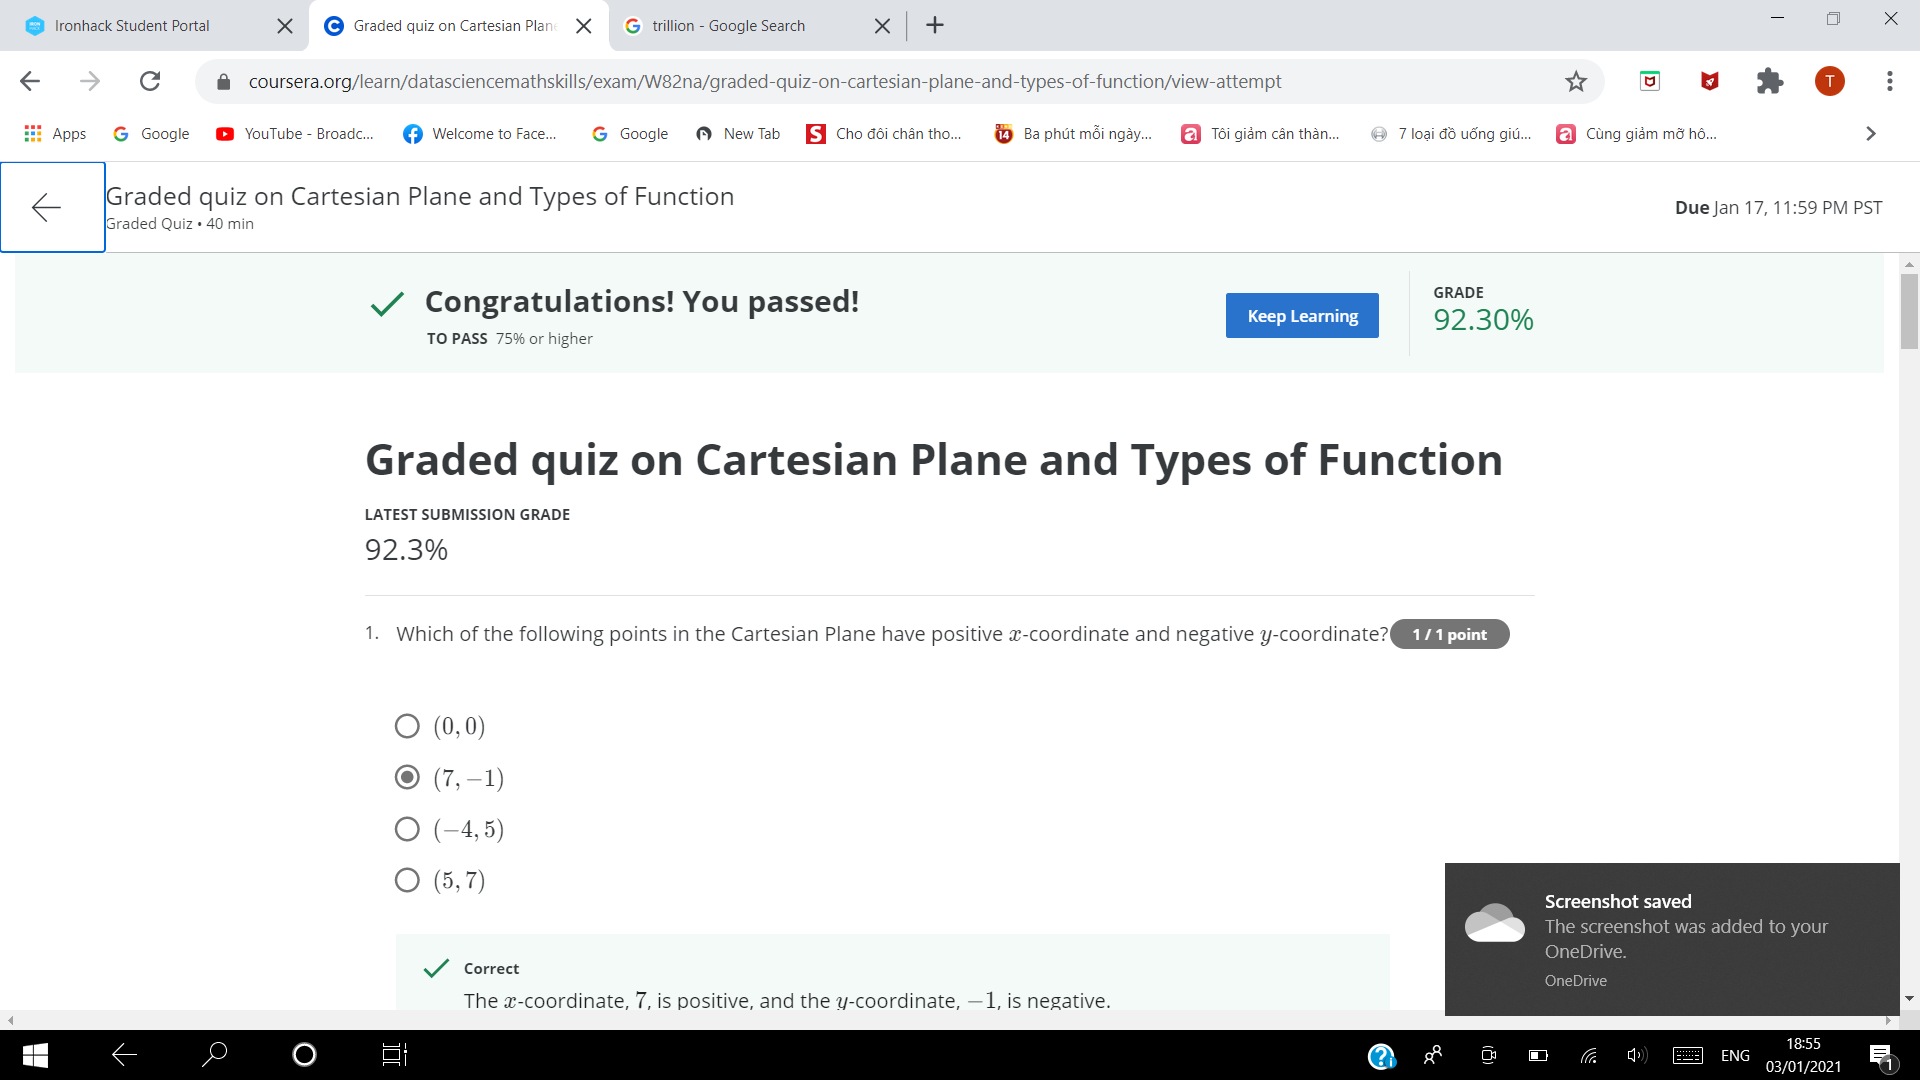 Ironhack Student Portal
Graded quiz on Cartesian Plan
trillion - Google Search
coursera.org/learn/datasciencemathskills/exam/W82na/graded-quiz-on-cartesian-plane-and-types-of-function/view-attempt
T
Apps
Google
YouTube - Broadc...
Welcome to Face...
Google
New Tab
Cho đôi chân tho...
Ba phút mỗi ngày...
Tôi giảm cân thàn...
7 loại đồ uống giú...
Cùng giảm mỡ hô...
Graded quiz on Cartesian Plane and Types of Function
Graded Quiz • 40 min
Due Jan 17, 11:59 PM PST
Congratulations! You passed!
TO PASS 75% or higher
Keep Learning
GRADE
92.30%
Graded quiz on Cartesian Plane and Types of Function
LATEST SUBMISSION GRADE
92.3%
1. Which of the following points in the Cartesian Plane have positive x-coordinate and negative y-coordinate?
1 / 1 point
(0, 0)
(7, −1)
(−4, 5)
(5, 7)
Correct
The x-coordinate, 7, is positive, and the y-coordinate, −1, is negative.
Screenshot saved
The screenshot was added to your
OneDrive.
OneDrive
ENG
18:55
03/01/2021
1